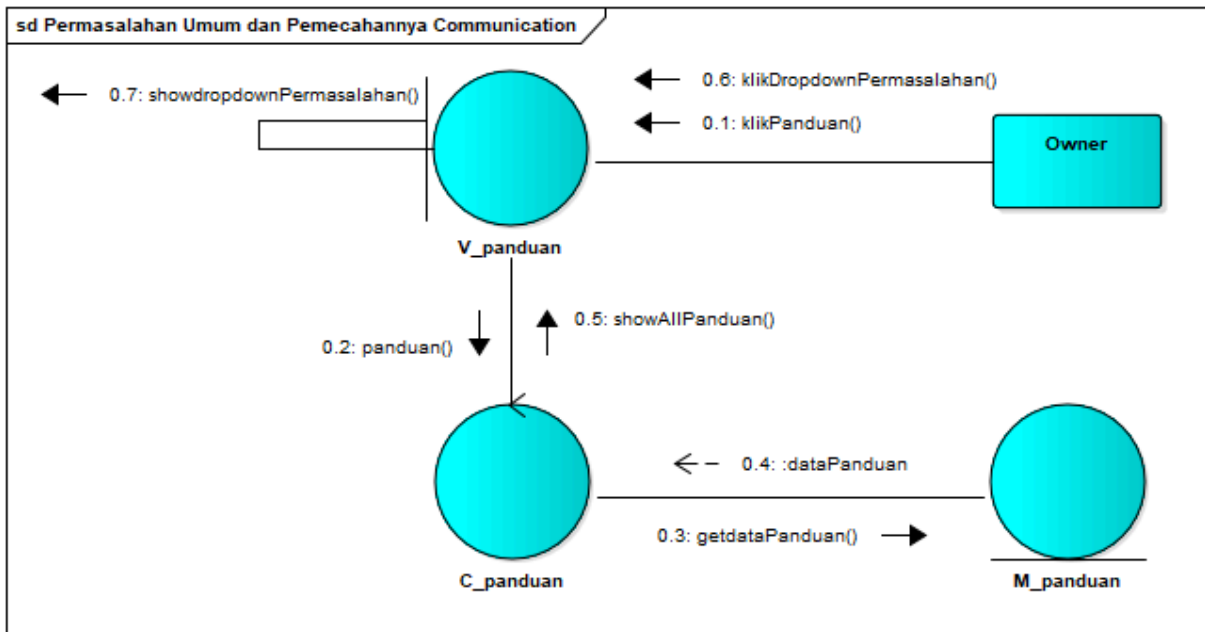 sd Permasalahan Umum dan Pemecahannya Communication
0.7: showdropdownPermasalahan()
0.6: klikDropdownPermasalahan()
0.1: klikPanduan()
Owner
V_panduan
0.2: panduan()
0.5: showAllPanduan()
0.4: :dataPanduan
0.3: getdataPanduan()
C_panduan
M_panduan